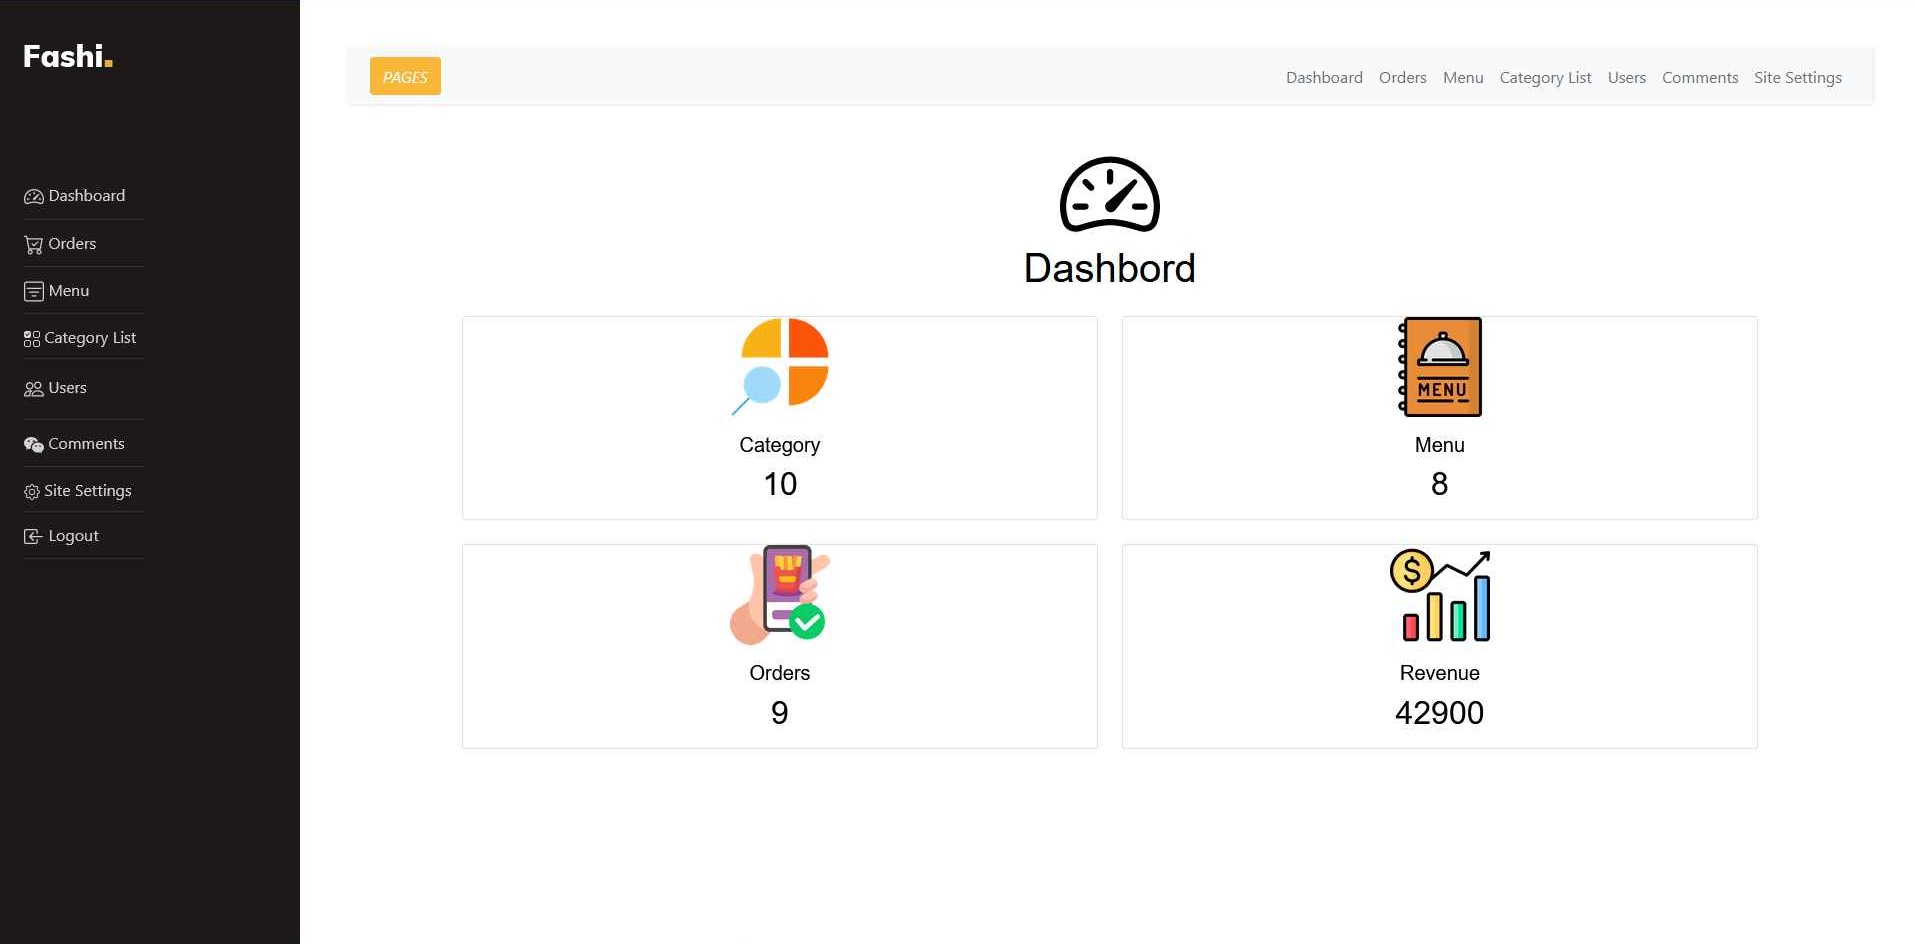 Fashi.
Dashboard
Orders
Menu
Category List
Users
Comments
Site Settings
Logout
PAGES
Dashboard Orders Menu Category List Users Comments Site Settings
Dashbord
Category
10
MENU
Menu
8
Orders
9
$
Revenue
42900